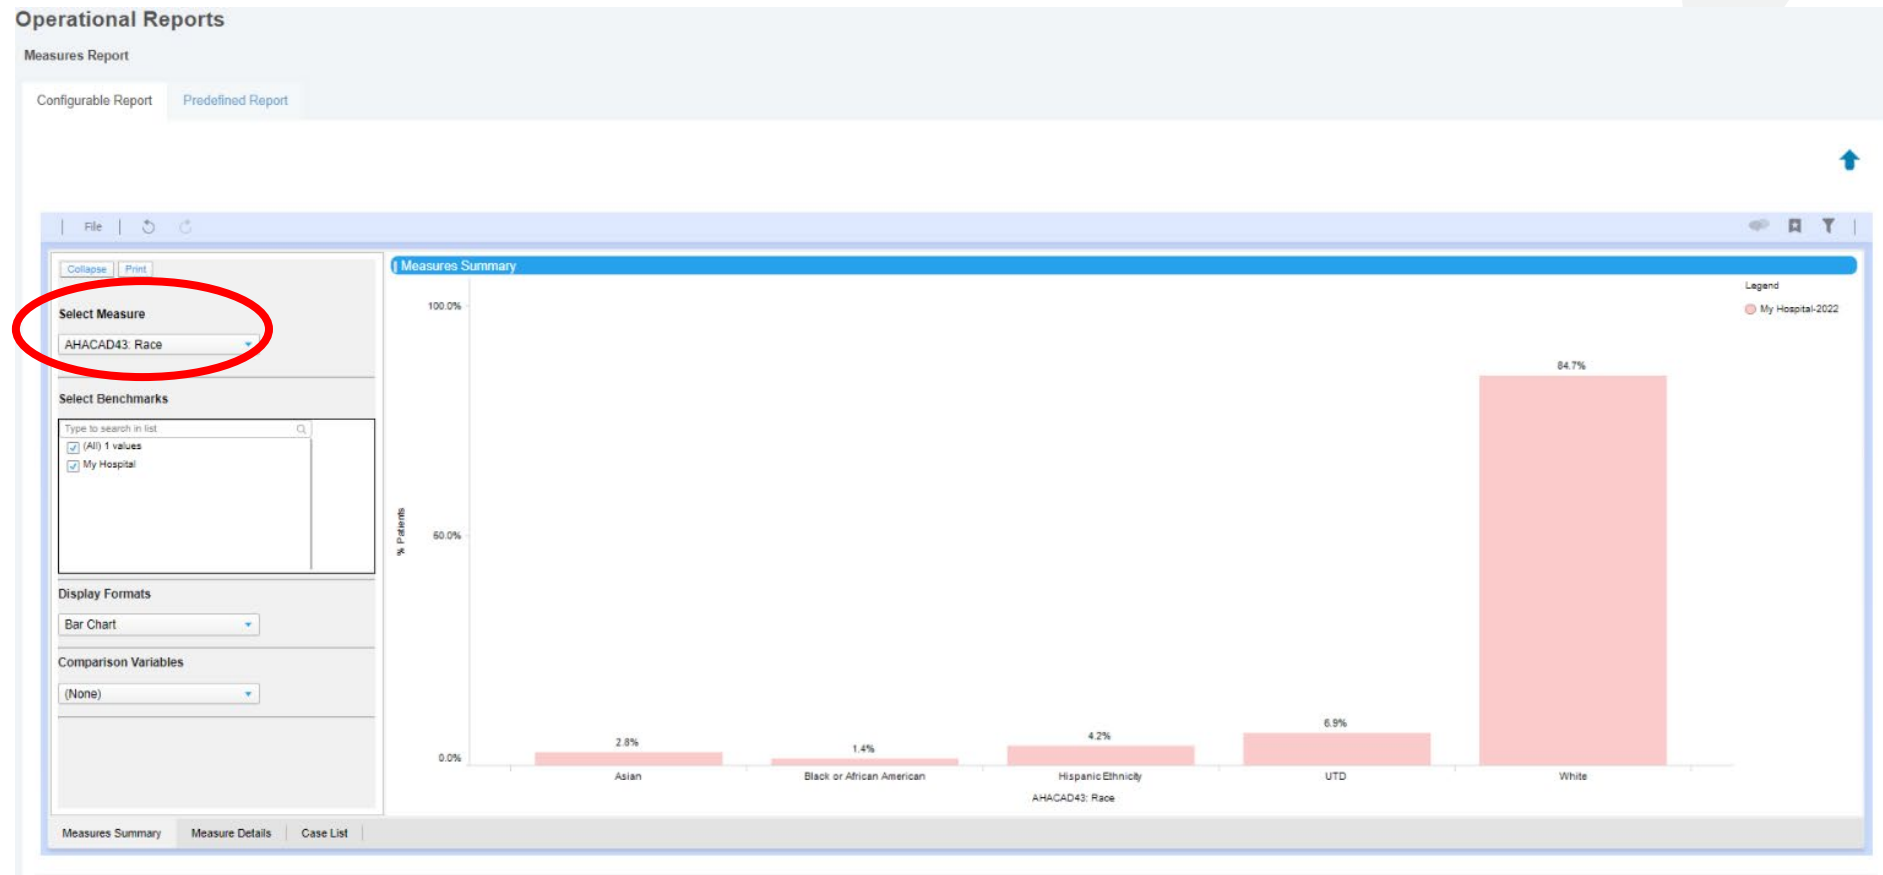 Operational Reports
Measures Report
Configurable Report
Predefined Report
File
Collapse
Print
Select Measure
AHACAD43: Race
Select Benchmarks
Type to search in list
(All) 1 values
My Hospital
Display Formats
Bar Chart
Comparison Variables
(None)
Measures Summary
Legend
My Hospital-2022
100.0%
50.0%
0.0%
% Patients
2.8%
1.4%
4.2%
6.9%
84.7%
Asian
Black or African American
Hispanic Ethnicity
UTD
White
AHACAD43: Race
Measures Summary
Measure Details
Case List